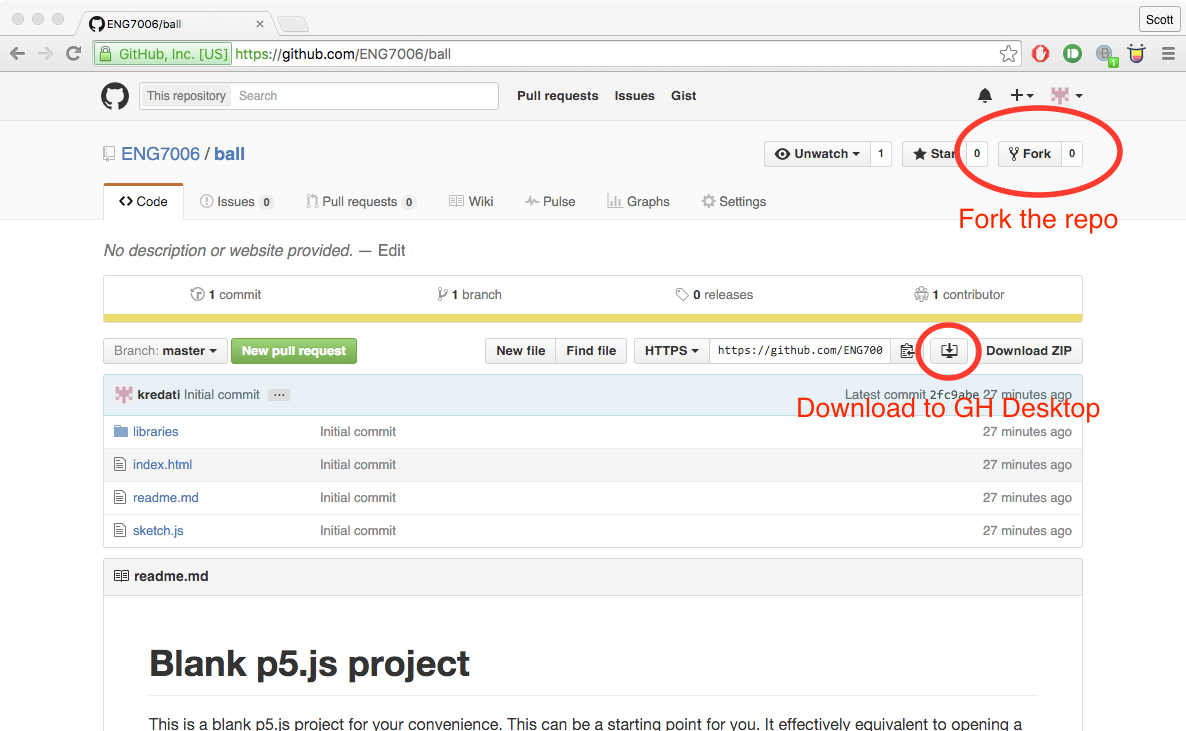 ENG7006/ball
Scott
GitHub, Inc. [US] https://github.com/ENG7006/ball
1
This repository Search Pull requests Issues Gist
ENG7006 / ball Unwatch 1 Star 0 Fork 0
Code Issues 0 Pull requests 0 Wiki Pulse Graphs Settings
Fork the repo
No description or website provided. — Edit
1 commit 1 branch 0 releases 1 contributor
Branch: master New pull request New file Find file HTTPS https://github.com/ENG700 Download ZIP
kredati Initial commit ... Latest commit 2fc9abe 27 minutes ago
Download to GH Desktop
libraries Initial commit 27 minutes ago
index.html Initial commit 27 minutes ago
readme.md Initial commit 27 minutes ago
sketch.js Initial commit 27 minutes ago
readme.md
Blank p5.js project
This is a blank p5.js project for your convenience. This can be a starting point for you. It effectively equivalent to opening a